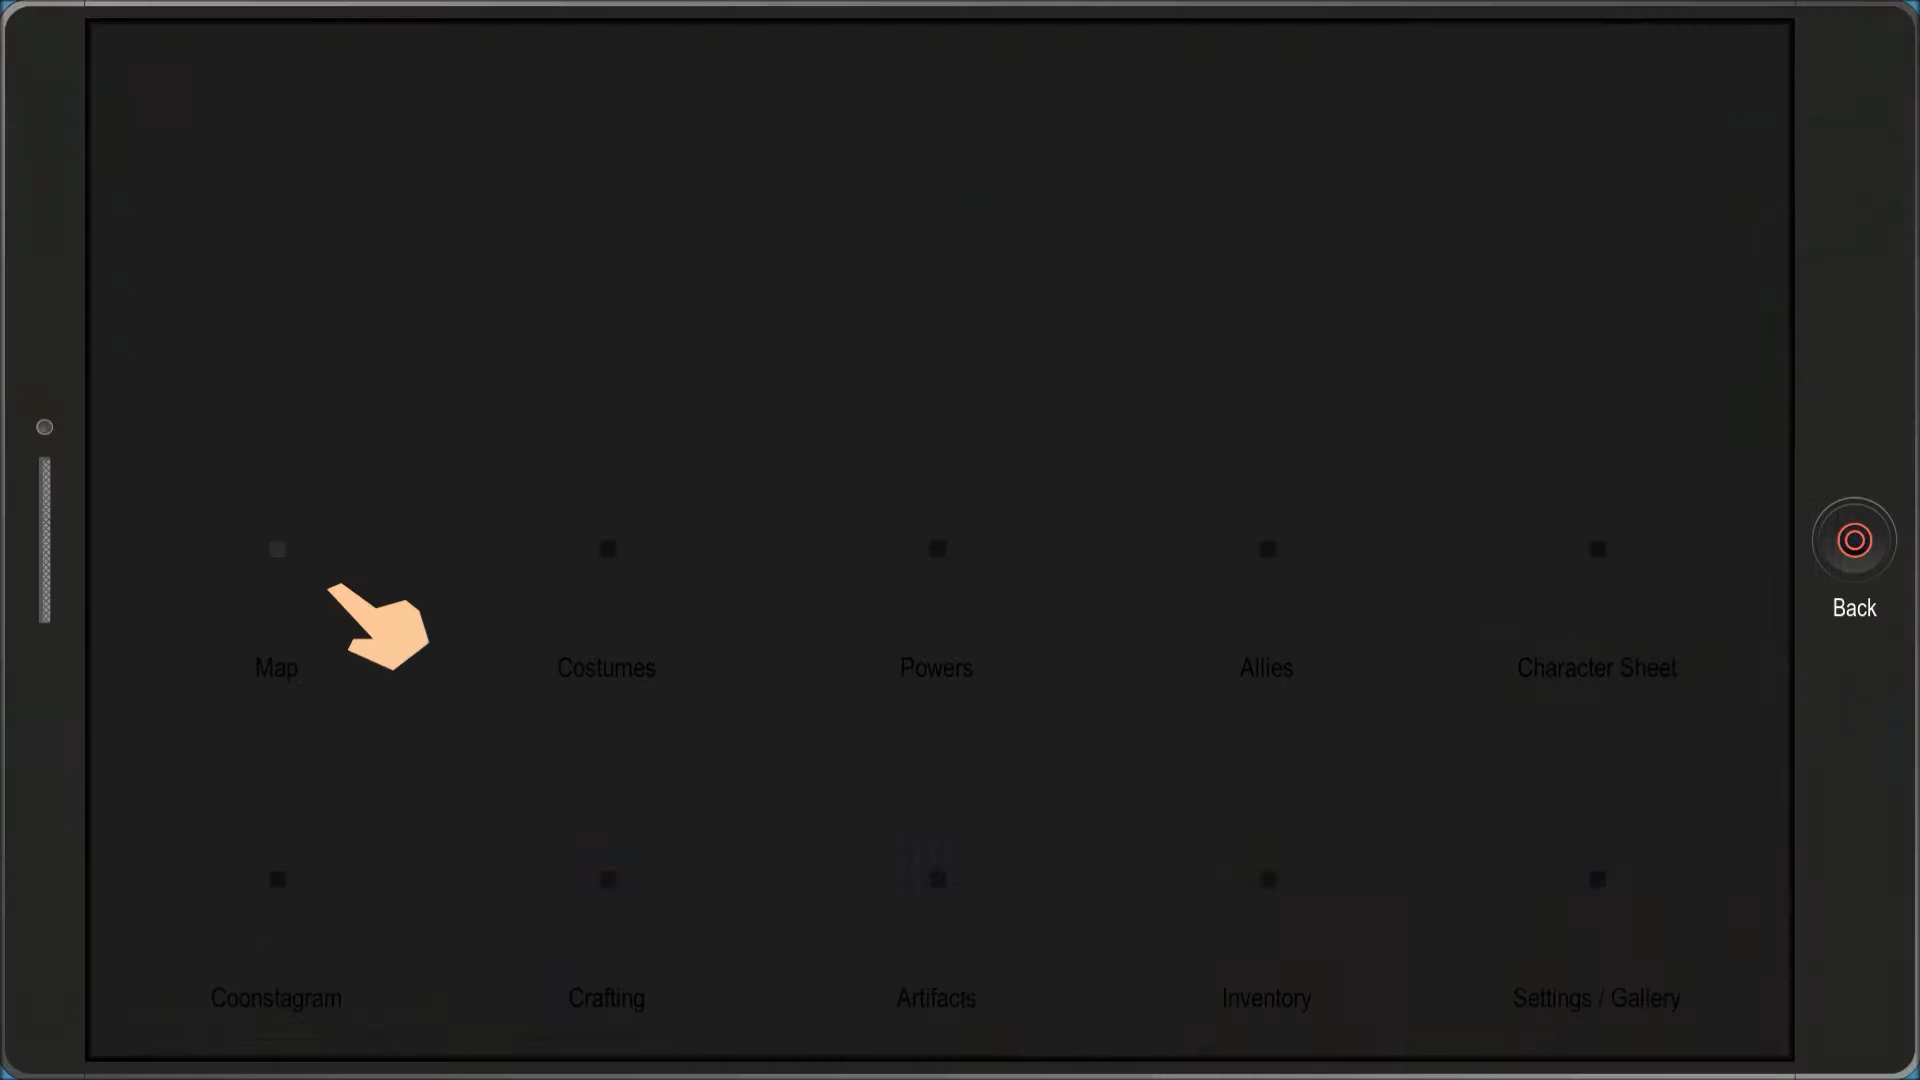 Back
Map
Costumes
Powers
Allies
Character Sheet
Coonstagram
Crafting
Artifacts
Inventory
Settings / Gallery